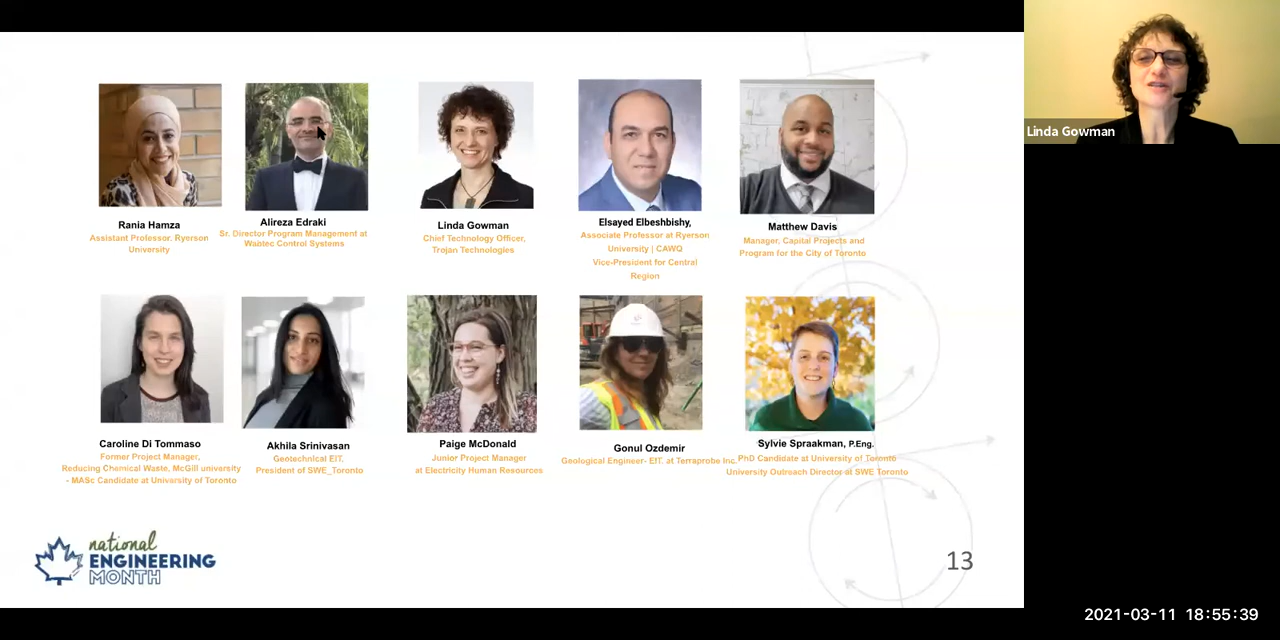 Linda Gowman
Rania Hamza
Assistant Professor. Ryerson
University
Alireza Edraki
Sr. Director Program Management at
Wabtec Control Systems
Linda Gowman
Chief Technology Officer,
Trojan Technologies
Elsayed Elbeshbishy,
Associate Professor at Ryerson
University | CAWQ
Vice-President for Central
Region
Matthew Davis
Manager, Capital Projects and
Program for the City of Toronto
Caroline Di Tommaso
Former Project Manager,
Reducing Chemical Waste, McGill university
- MASc Candidate at University of Toronto
Akhila Srinivasan
Geotechnical EIT.
President of SWE_Toronto
Paige McDonald
Junior Project Manager
at Electricity Human Resources
Gonul Ozdemir
Geological Engineer- EIT. at Terraprobe Inc.
Sylvie Spraakman, P.Eng.
PhD Candidate at University of Toronto
University Outreach Director at SWE Toronto
national
ENGINEERING
MONTH
13
2021-03-11 18:55:39